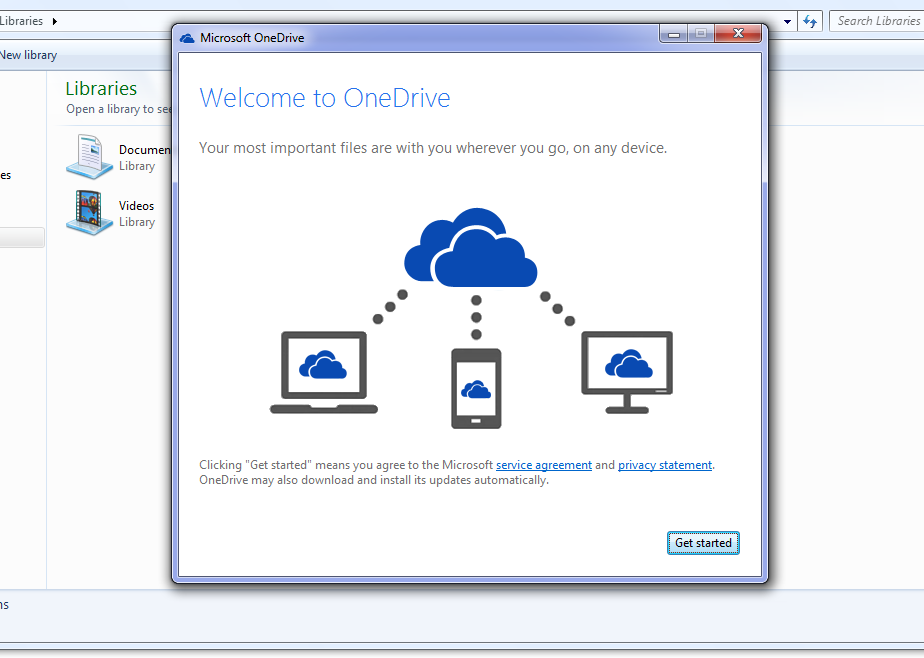 Libraries
Search Libraries
New library
Microsoft OneDrive
Libraries
Open a library to see
Welcome to OneDrive
Your most important files are with you wherever you go, on any device.
Documen
Library
es
Videos
Library
Clicking "Get started" means you agree to the Microsoft service agreement and privacy statement.
OneDrive may also download and install its updates automatically.
Get started
ns